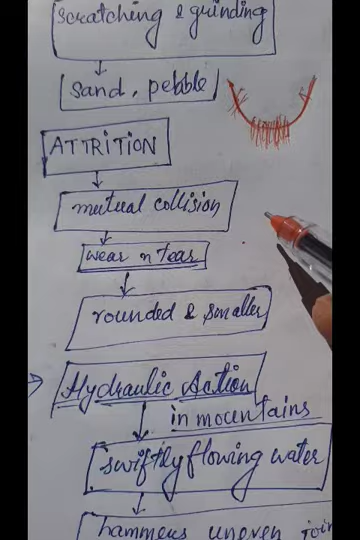 scratching & grinding
sand, pebble
ATTRITION
mutual collision
wear n tear
rounded & smaller
Hydraulic Action
in mountains
swiftly flowing water
hammers uneven join